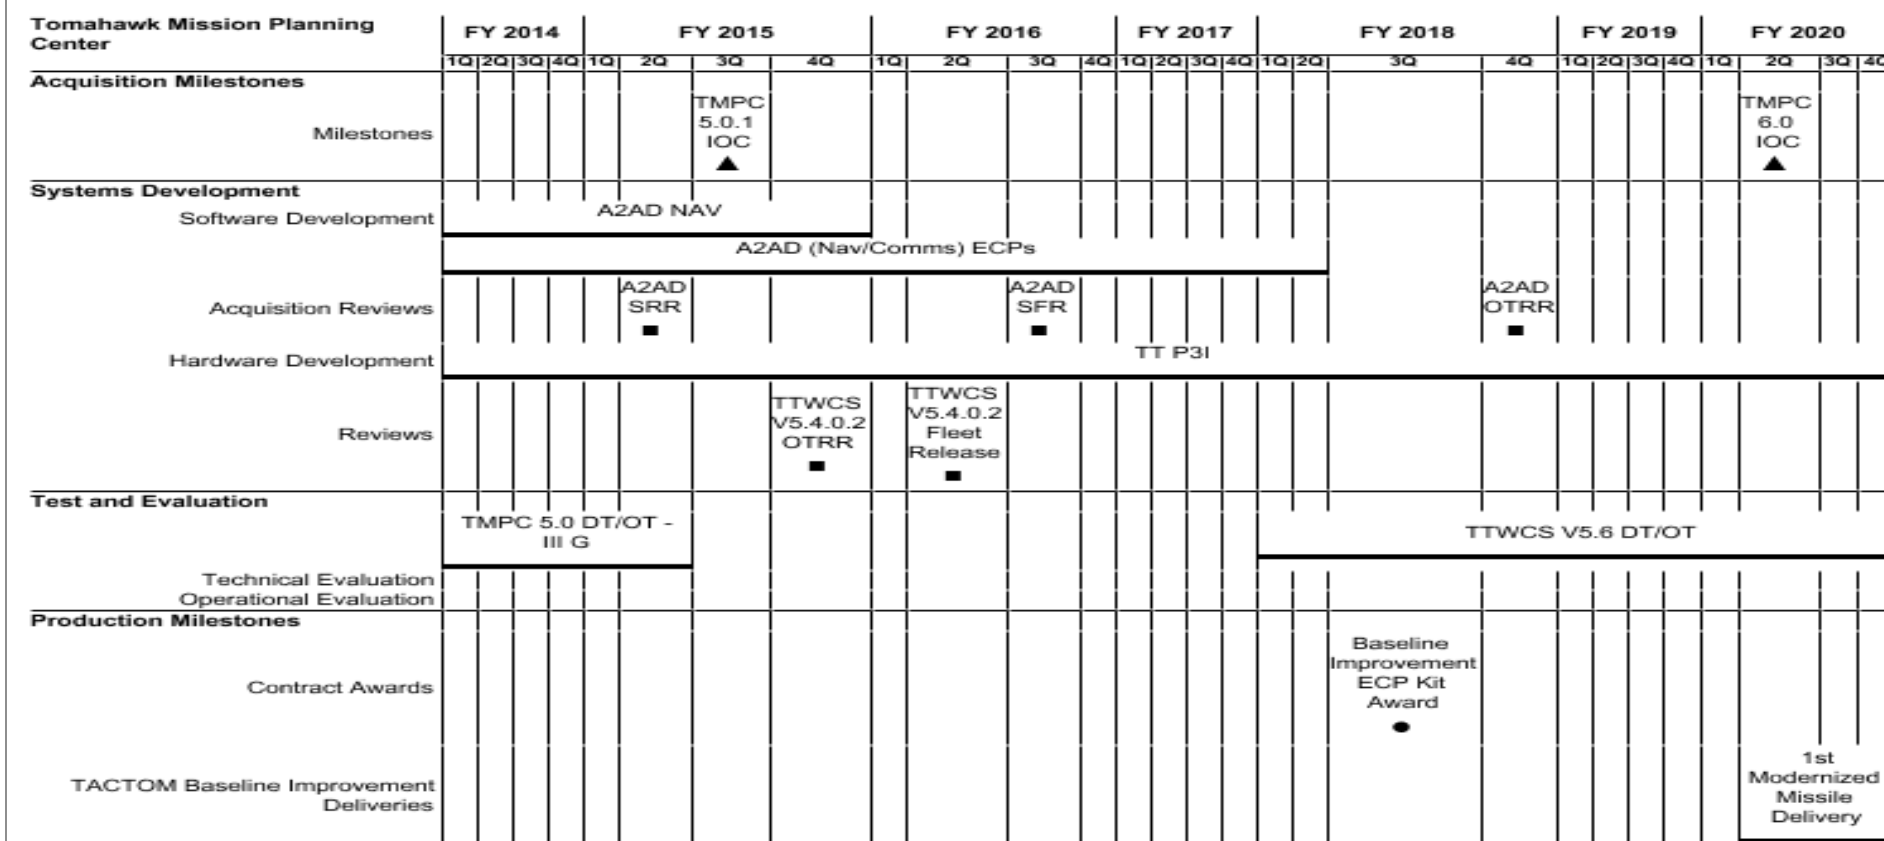 Tomahawk Mission Planning
Center
FY 2014 FY 2015 FY 2016 FY 2017 FY 2018 FY 2019 FY 2020
1Q 2Q 3Q 4Q 1Q 2Q 3Q 4Q 1Q 2Q 3Q 4Q 1Q 2Q 3Q 4Q 1Q 2Q 3Q 4Q 1Q 2Q 3Q 4Q 1Q 2Q 3Q 4Q
Acquisition Milestones
Milestones
TMPC
5.0.1
IOC
TMPC
6.0
IOC
Systems Development
Software Development
A2AD NAV
A2AD (Nav/Comms) ECPs
Acquisition Reviews
A2AD
SRR
A2AD
SFR
A2AD
OTRR
Hardware Development
TT P3I
Reviews
TTWCS
V5.4.0.2
OTRR
TTWCS
V5.4.0.2
Fleet
Release
Test and Evaluation
TMPC 5.0 DT/OT -
III G
TTWCS V5.6 DT/OT
Technical Evaluation
Operational Evaluation
Production Milestones
Contract Awards
Baseline
Improvement
ECP Kit
Award
TACTOM Baseline Improvement
Deliveries
1st
Modernized
Missile
Delivery